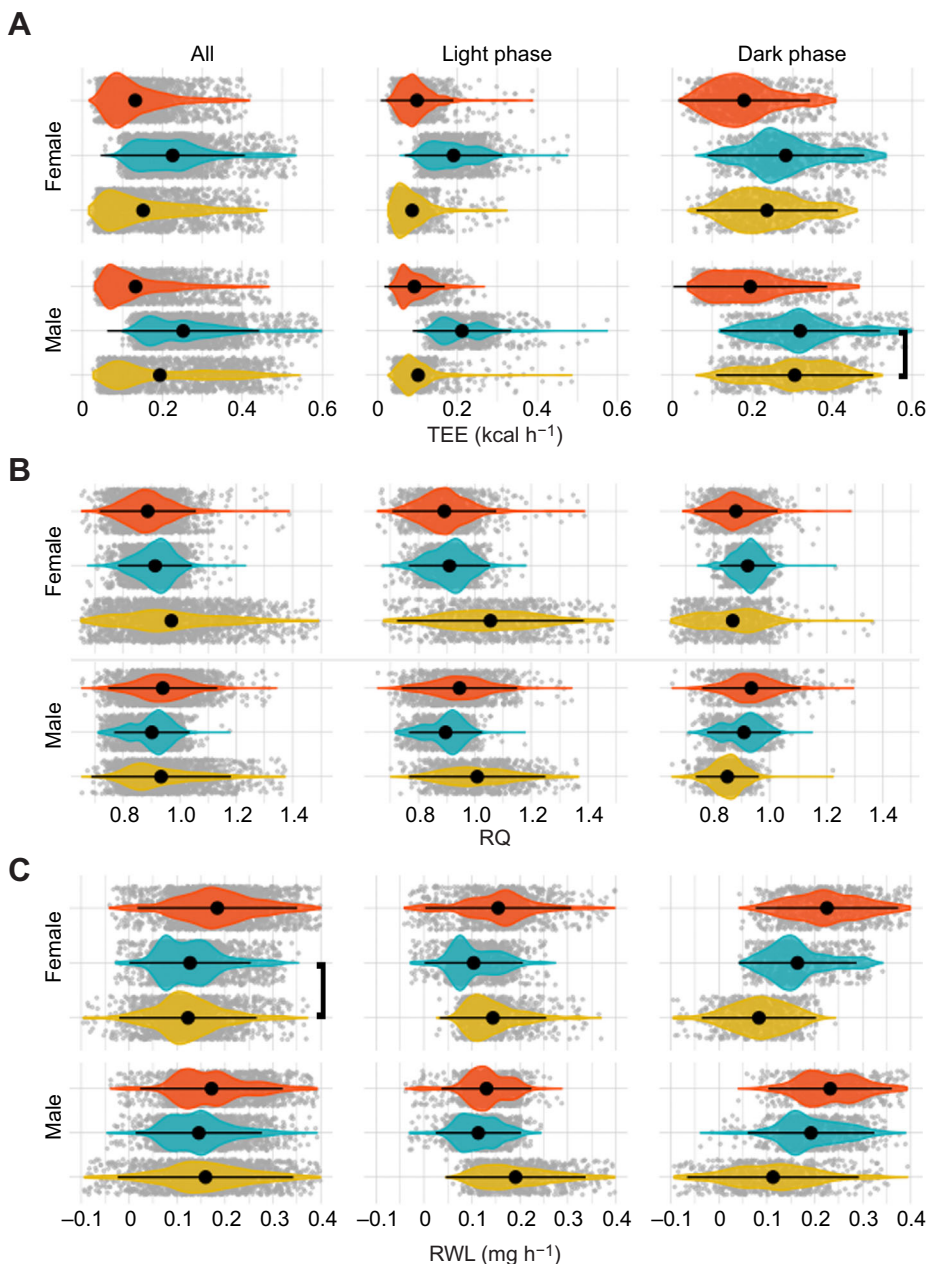 A
All Light phase Dark phase
Female
Male
0 0.2 0.4 0.6 0 0.2 0.4 0.6 0 0.2 0.4 0.6
TEE (kcal h⁻¹)
B
Female
Male
0.8 1.0 1.2 1.4 0.8 1.0 1.2 1.4 0.8 1.0 1.2 1.4
RQ
C
Female
Male
–0.1 0 0.1 0.2 0.3 0.4 0 0.1 0.2 0.3 0.4 –0.1 0 0.1 0.2 0.3 0.4
RWL (mg h⁻¹)